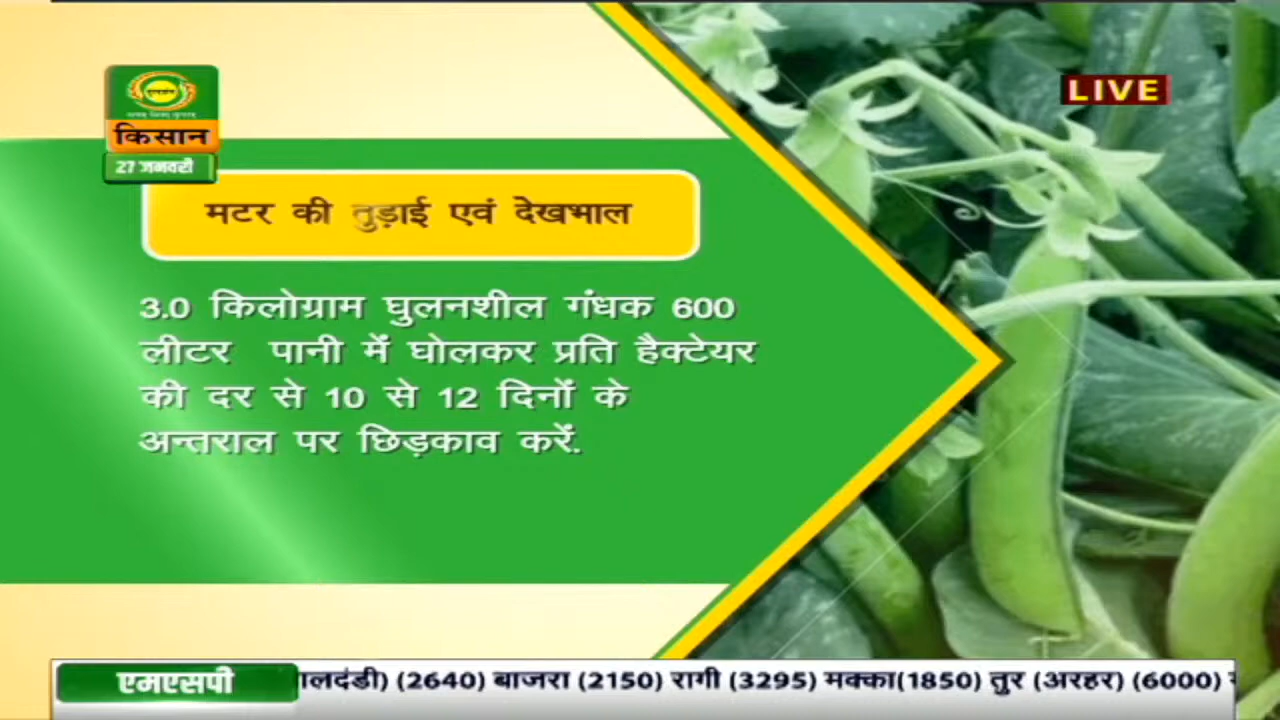 LIVE
किसान
27 जनवरी
मटर की तुड़ाई एवं देखभाल
3.0 किलोग्राम घुलनशील गंधक 600
लीटर पानी में घोलकर प्रति हैक्टेयर
की दर से 10 से 12 दिनों के
अन्तराल पर छिड़काव करें.
एमएसपी
ालदंडी) (2640) बाजरा (2150) रागी (3295) मक्का(1850) तुर (अरहर) (6000)